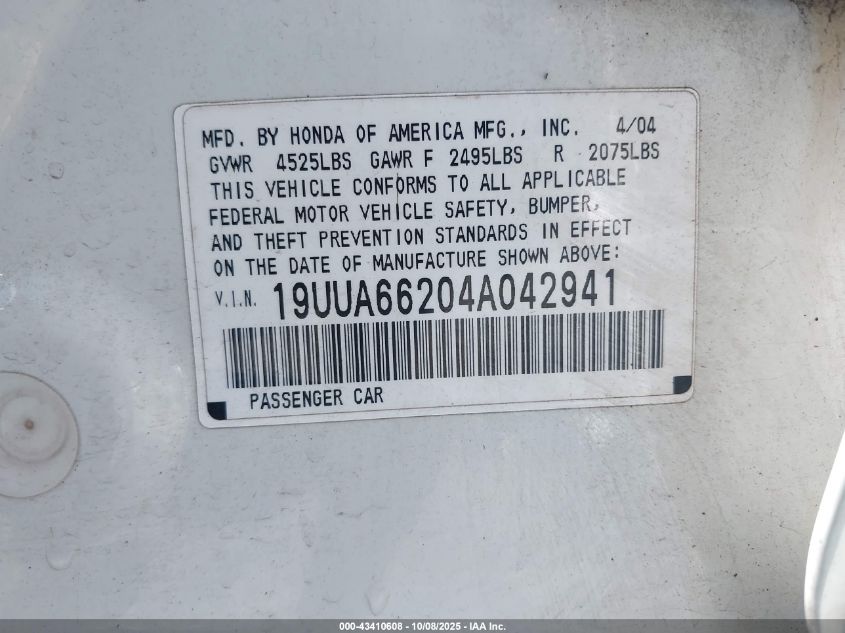 MFD. BY HONDA OF AMERICA MFG., INC. 4/04
GVWR 4525LBS GAWR F 2495LBS R 2075LBS
THIS VEHICLE CONFORMS TO ALL APPLICABLE
FEDERAL MOTOR VEHICLE SAFETY, BUMPER,
AND THEFT PREVENTION STANDARDS IN EFFECT
ON THE DATE OF MANUFACTURE SHOWN ABOVE:
V.I.N. 19UUA66204A042941
PASSENGER CAR
000-43410608 - 10/08/2025 - IAA Inc.